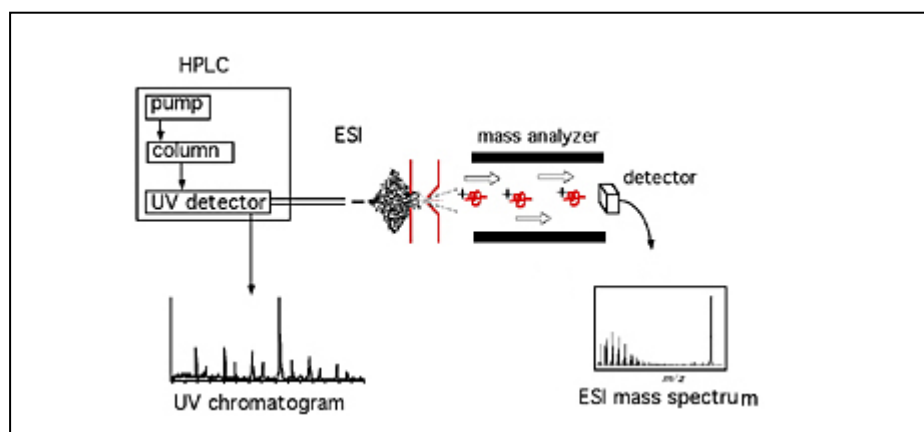 HPLC
pump
column
UV detector
ESI
mass analyzer
detector
UV chromatogram
m/z
ESI mass spectrum